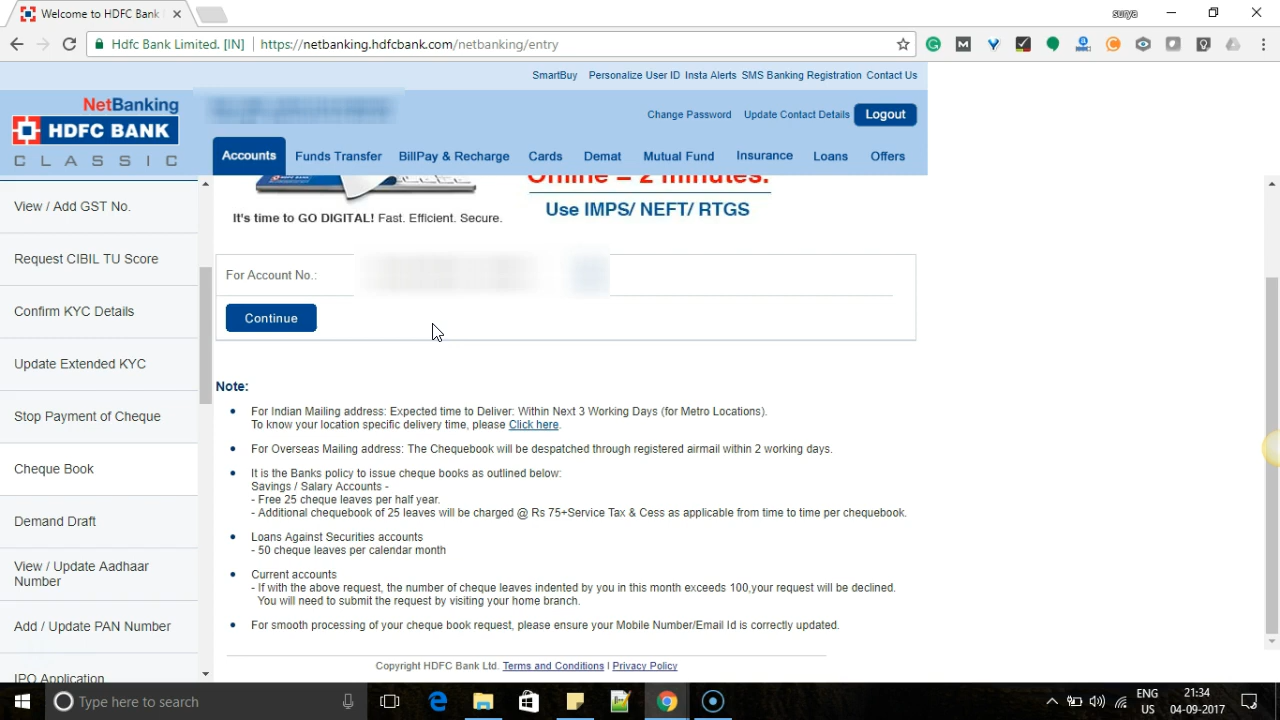 Welcome to HDFC Bank
surya
Hdfc Bank Limited. [IN]
https://netbanking.hdfcbank.com/netbanking/entry
SmartBuy Personalize User ID Insta Alerts SMS Banking Registration Contact Us
NetBanking
HDFC BANK
CLASSIC
Change Password Update Contact Details Logout
Accounts Funds Transfer BillPay & Recharge Cards Demat Mutual Fund Insurance Loans Offers
View / Add GST No.
Request CIBIL TU Score
Confirm KYC Details
Update Extended KYC
Stop Payment of Cheque
Cheque Book
Demand Draft
View / Update Aadhaar
Number
Add / Update PAN Number
IPO Application
Online = 2 minutes.
It's time to GO DIGITAL! Fast. Efficient. Secure.
Use IMPS/ NEFT/ RTGS
For Account No.:
Continue
Note:
For Indian Mailing address: Expected time to Deliver: Within Next 3 Working Days (for Metro Locations).
To know your location specific delivery time, please Click here.
For Overseas Mailing address: The Chequebook will be despatched through registered airmail within 2 working days.
It is the Banks policy to issue cheque books as outlined below:
Savings / Salary Accounts -
- Free 25 cheque leaves per half year.
- Additional chequebook of 25 leaves will be charged @ Rs 75+Service Tax & Cess as applicable from time to time per chequebook.
Loans Against Securities accounts
- 50 cheque leaves per calendar month
Current accounts
- If with the above request, the number of cheque leaves indented by you in this month exceeds 100,your request will be declined.
You will need to submit the request by visiting your home branch.
For smooth processing of your cheque book request, please ensure your Mobile Number/Email Id is correctly updated.
Copyright HDFC Bank Ltd. Terms and Conditions I Privacy Policy
Type here to search
ENG
US
21:34
04-09-2017